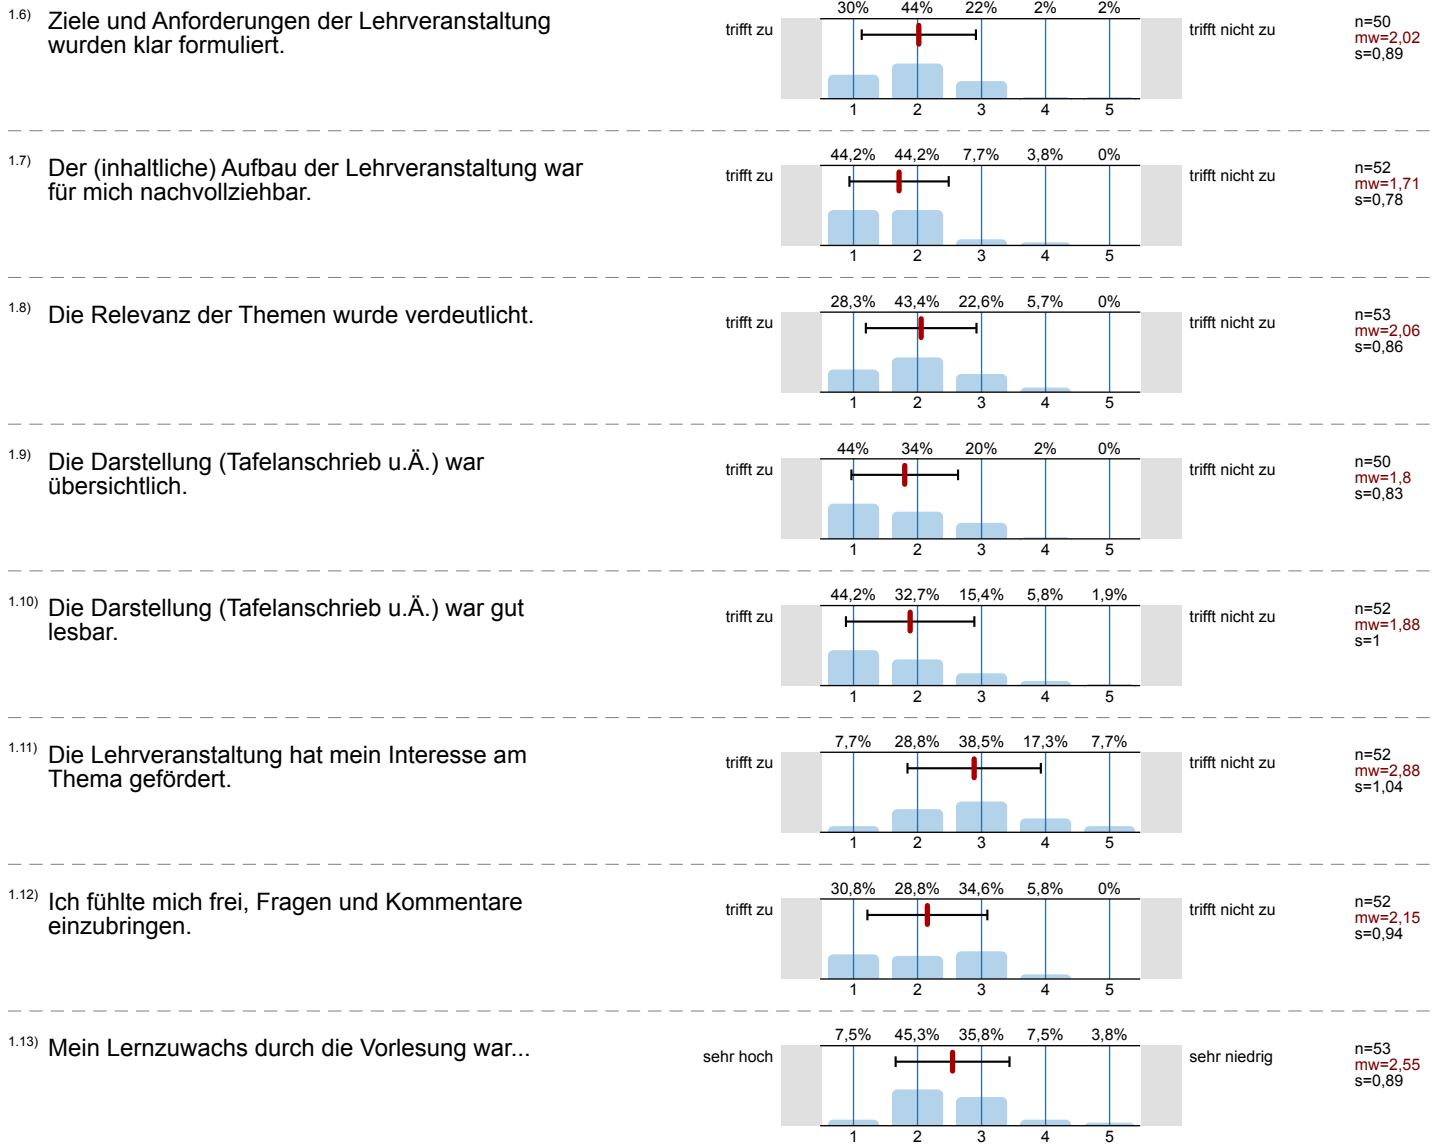 1.6) Ziele und Anforderungen der Lehrveranstaltung
wurden klar formuliert.
trifft zu
30% 44% 22% 2% 2%
1 2 3 4 5
trifft nicht zu
n=50
mw=2,02
s=0,89
1.7) Der (inhaltliche) Aufbau der Lehrveranstaltung war
für mich nachvollziehbar.
trifft zu
44,2% 44,2% 7,7% 3,8% 0%
1 2 3 4 5
trifft nicht zu
n=52
mw=1,71
s=0,78
1.8) Die Relevanz der Themen wurde verdeutlicht.
trifft zu
28,3% 43,4% 22,6% 5,7% 0%
1 2 3 4 5
trifft nicht zu
n=53
mw=2,06
s=0,86
1.9) Die Darstellung (Tafelanschrieb u.Ä.) war
übersichtlich.
trifft zu
44% 34% 20% 2% 0%
1 2 3 4 5
trifft nicht zu
n=50
mw=1,8
s=0,83
1.10) Die Darstellung (Tafelanschrieb u.Ä.) war gut
lesbar.
trifft zu
44,2% 32,7% 15,4% 5,8% 1,9%
1 2 3 4 5
trifft nicht zu
n=52
mw=1,88
s=1
1.11) Die Lehrveranstaltung hat mein Interesse am
Thema gefördert.
trifft zu
7,7% 28,8% 38,5% 17,3% 7,7%
1 2 3 4 5
trifft nicht zu
n=52
mw=2,88
s=1,04
1.12) Ich fühlte mich frei, Fragen und Kommentare
einzubringen.
trifft zu
30,8% 28,8% 34,6% 5,8% 0%
1 2 3 4 5
trifft nicht zu
n=52
mw=2,15
s=0,94
1.13) Mein Lernzuwachs durch die Vorlesung war...
sehr hoch
7,5% 45,3% 35,8% 7,5% 3,8%
1 2 3 4 5
sehr niedrig
n=53
mw=2,55
s=0,89